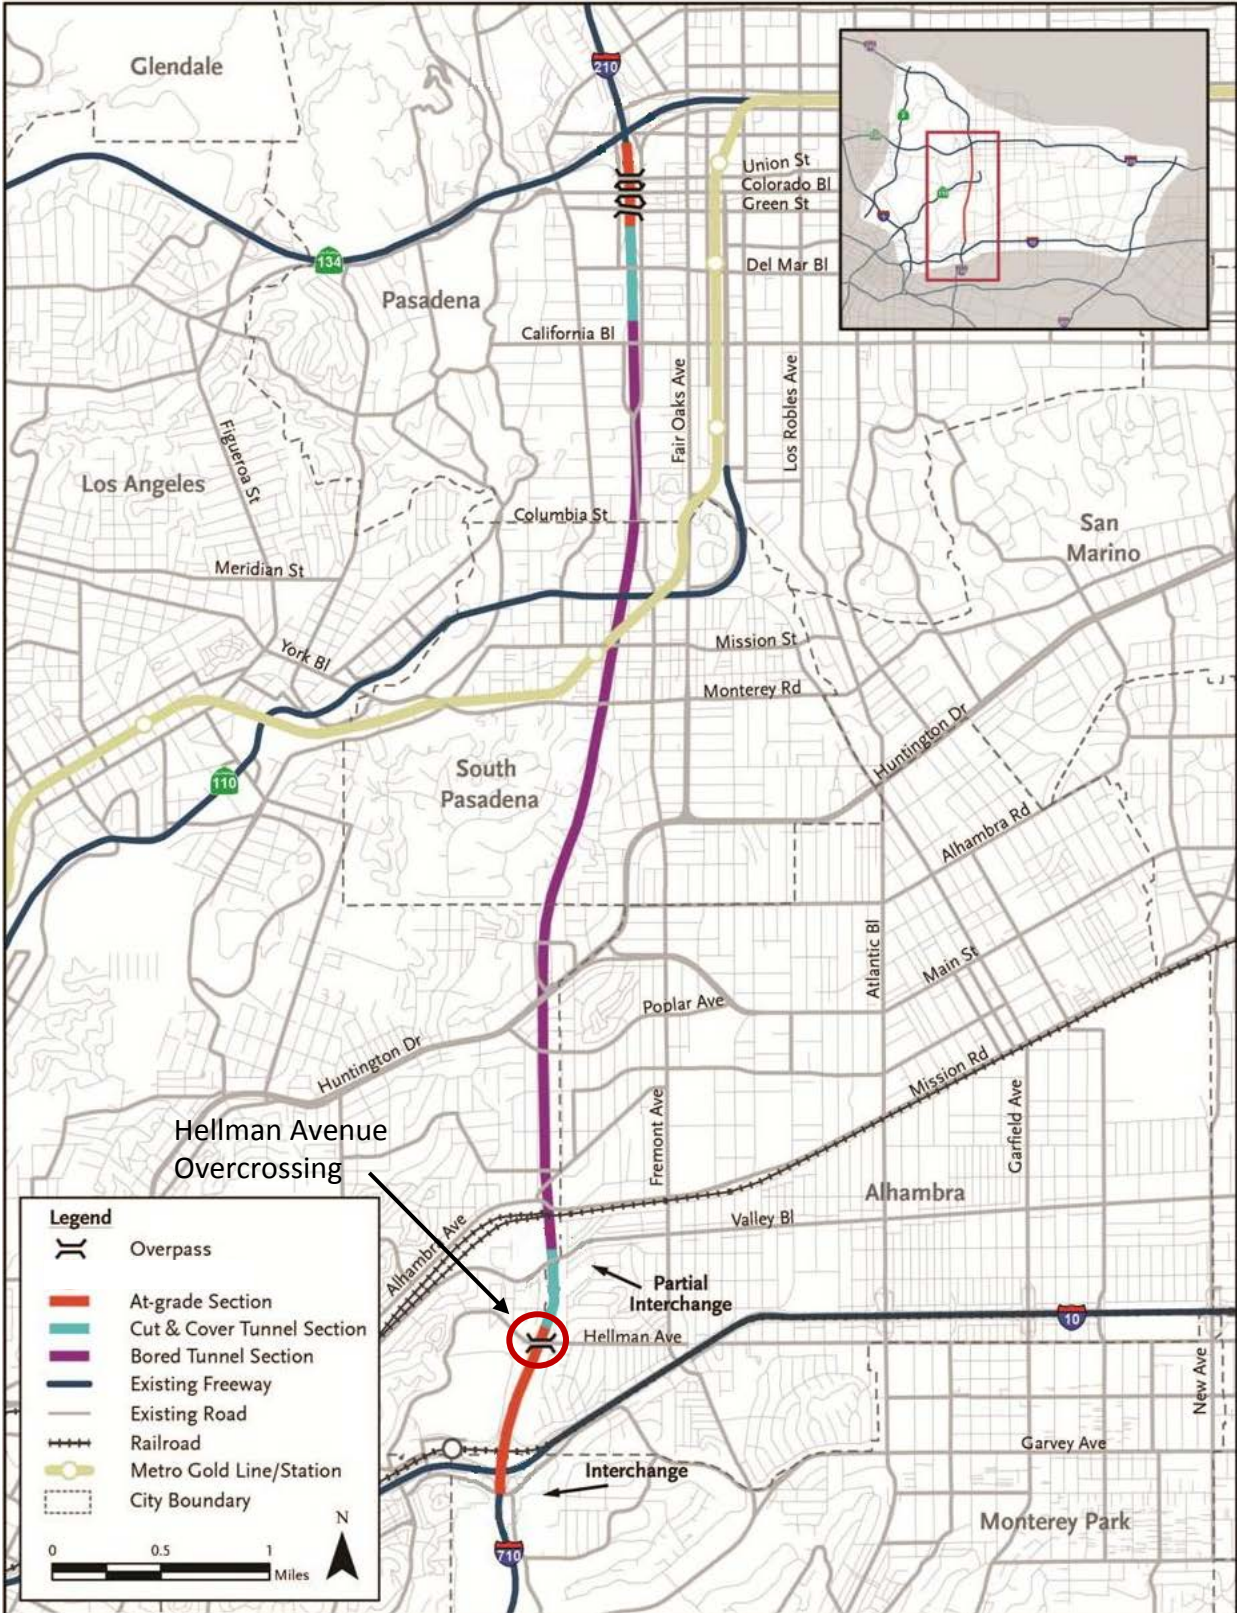 Glendale
210
Union St
Colorado Bl
Green St
134
Del Mar Bl
Pasadena
California Bl
Fair Oaks Ave
Los Robles Ave
Figueroa St
Los Angeles
Columbia St
San
Marino
Meridian St
York Bl
Mission St
Monterey Rd
Huntington Dr
110
South
Pasadena
Alhambra Rd
Atlantic Bl
Main St
Poplar Ave
Huntington Dr
Mission Rd
Fremont Ave
Garfield Ave
Hellman Avenue
Overcrossing
Alhambra
Valley Bl
Alhambra Ave
Partial
Interchange
10
Hellman Ave
New Ave
Garvey Ave
Interchange
Monterey Park
710
Legend
Overpass
At-grade Section
Cut & Cover Tunnel Section
Bored Tunnel Section
Existing Freeway
Existing Road
Railroad
Metro Gold Line/Station
City Boundary
N
0 0.5 1
Miles